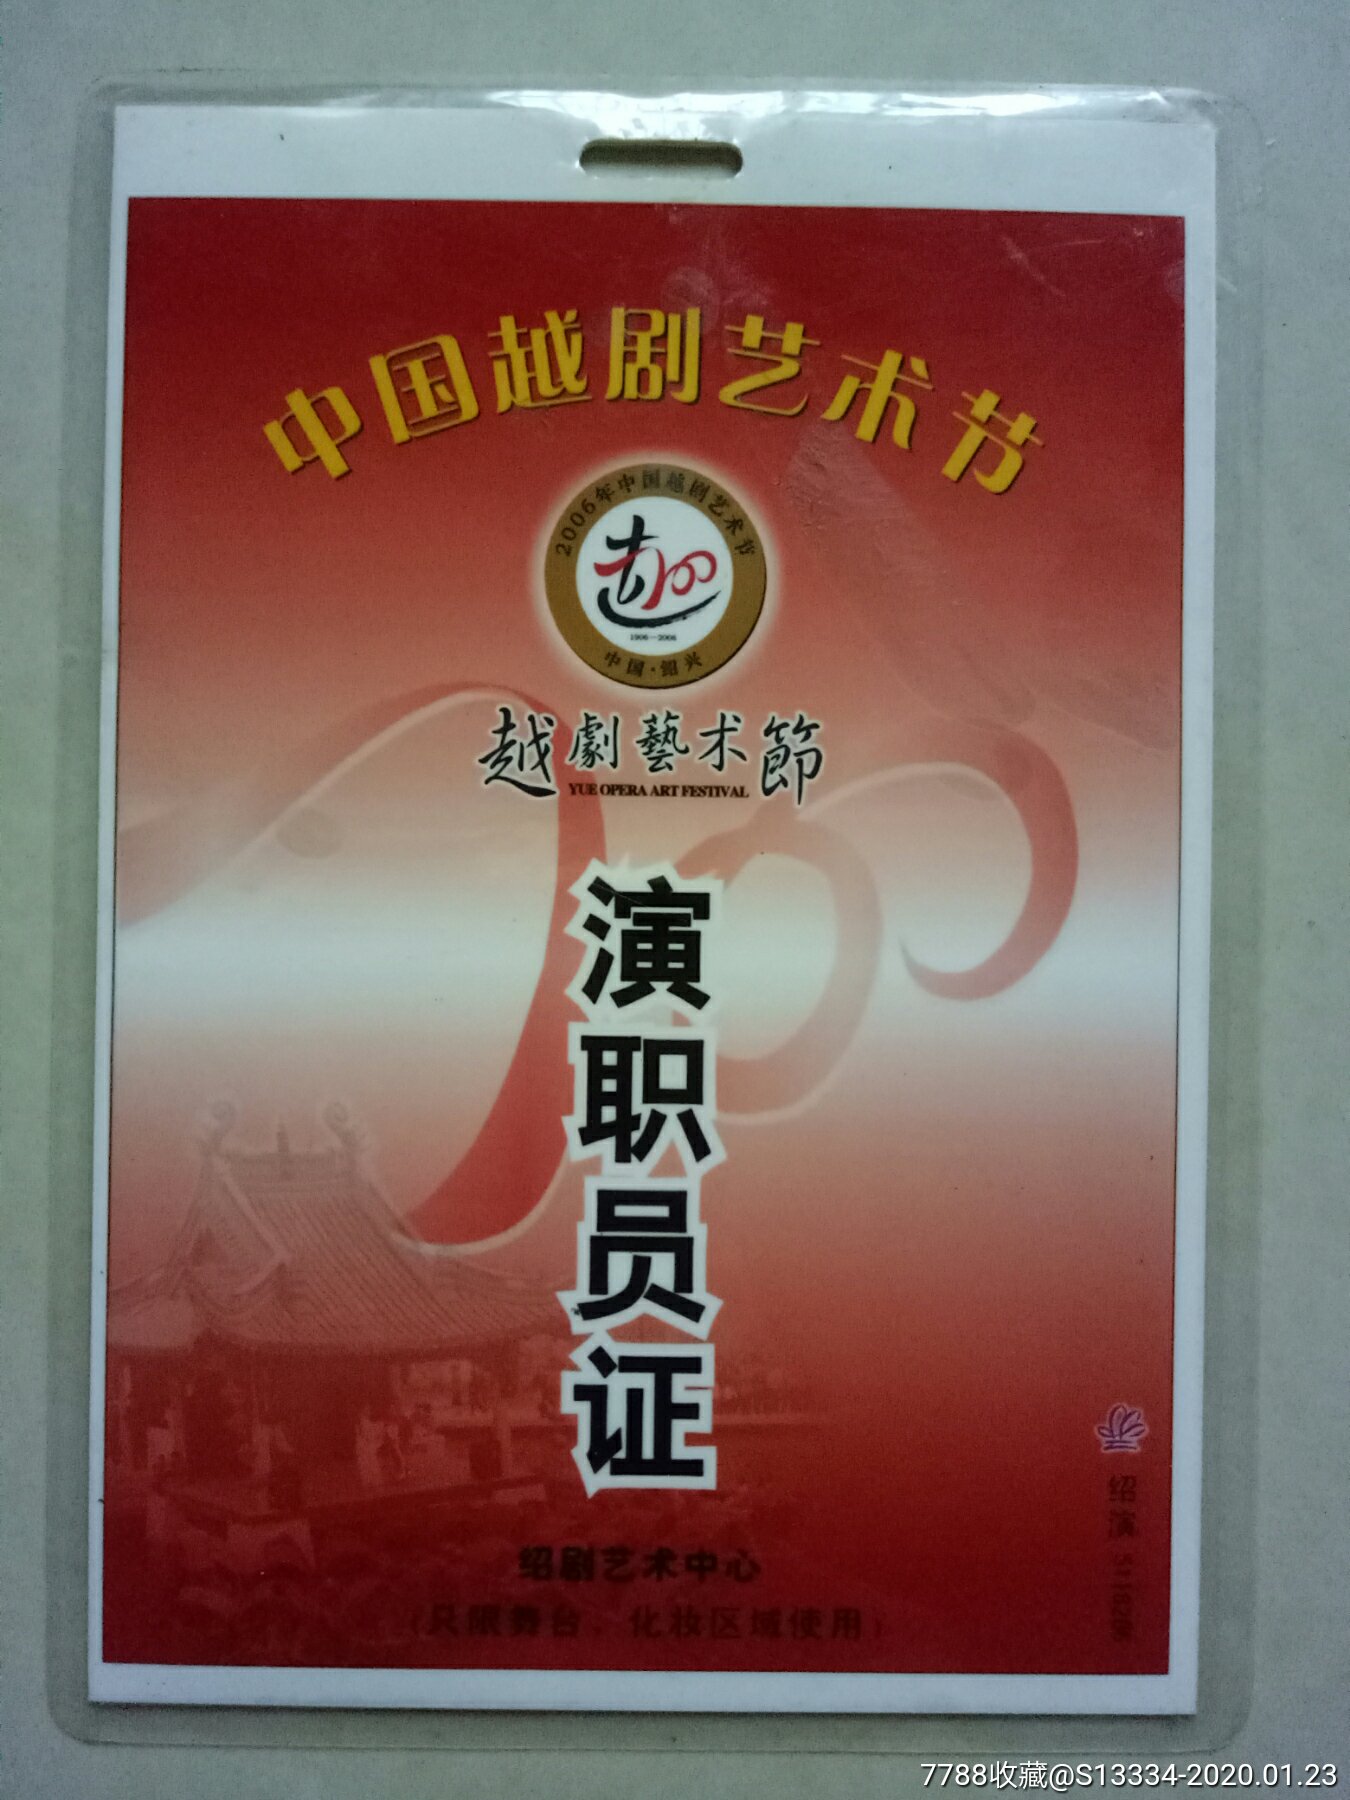 中国越剧艺术节
2006年中国越剧艺术节
1906—2006
中国·绍兴
越劇藝术節
YUE OPERA ART FESTIVAL
演
职
员
证
绍剧艺术中心
(只限舞台、化妆区域使用)
绍演
7788收藏@S13334-2020.01.23